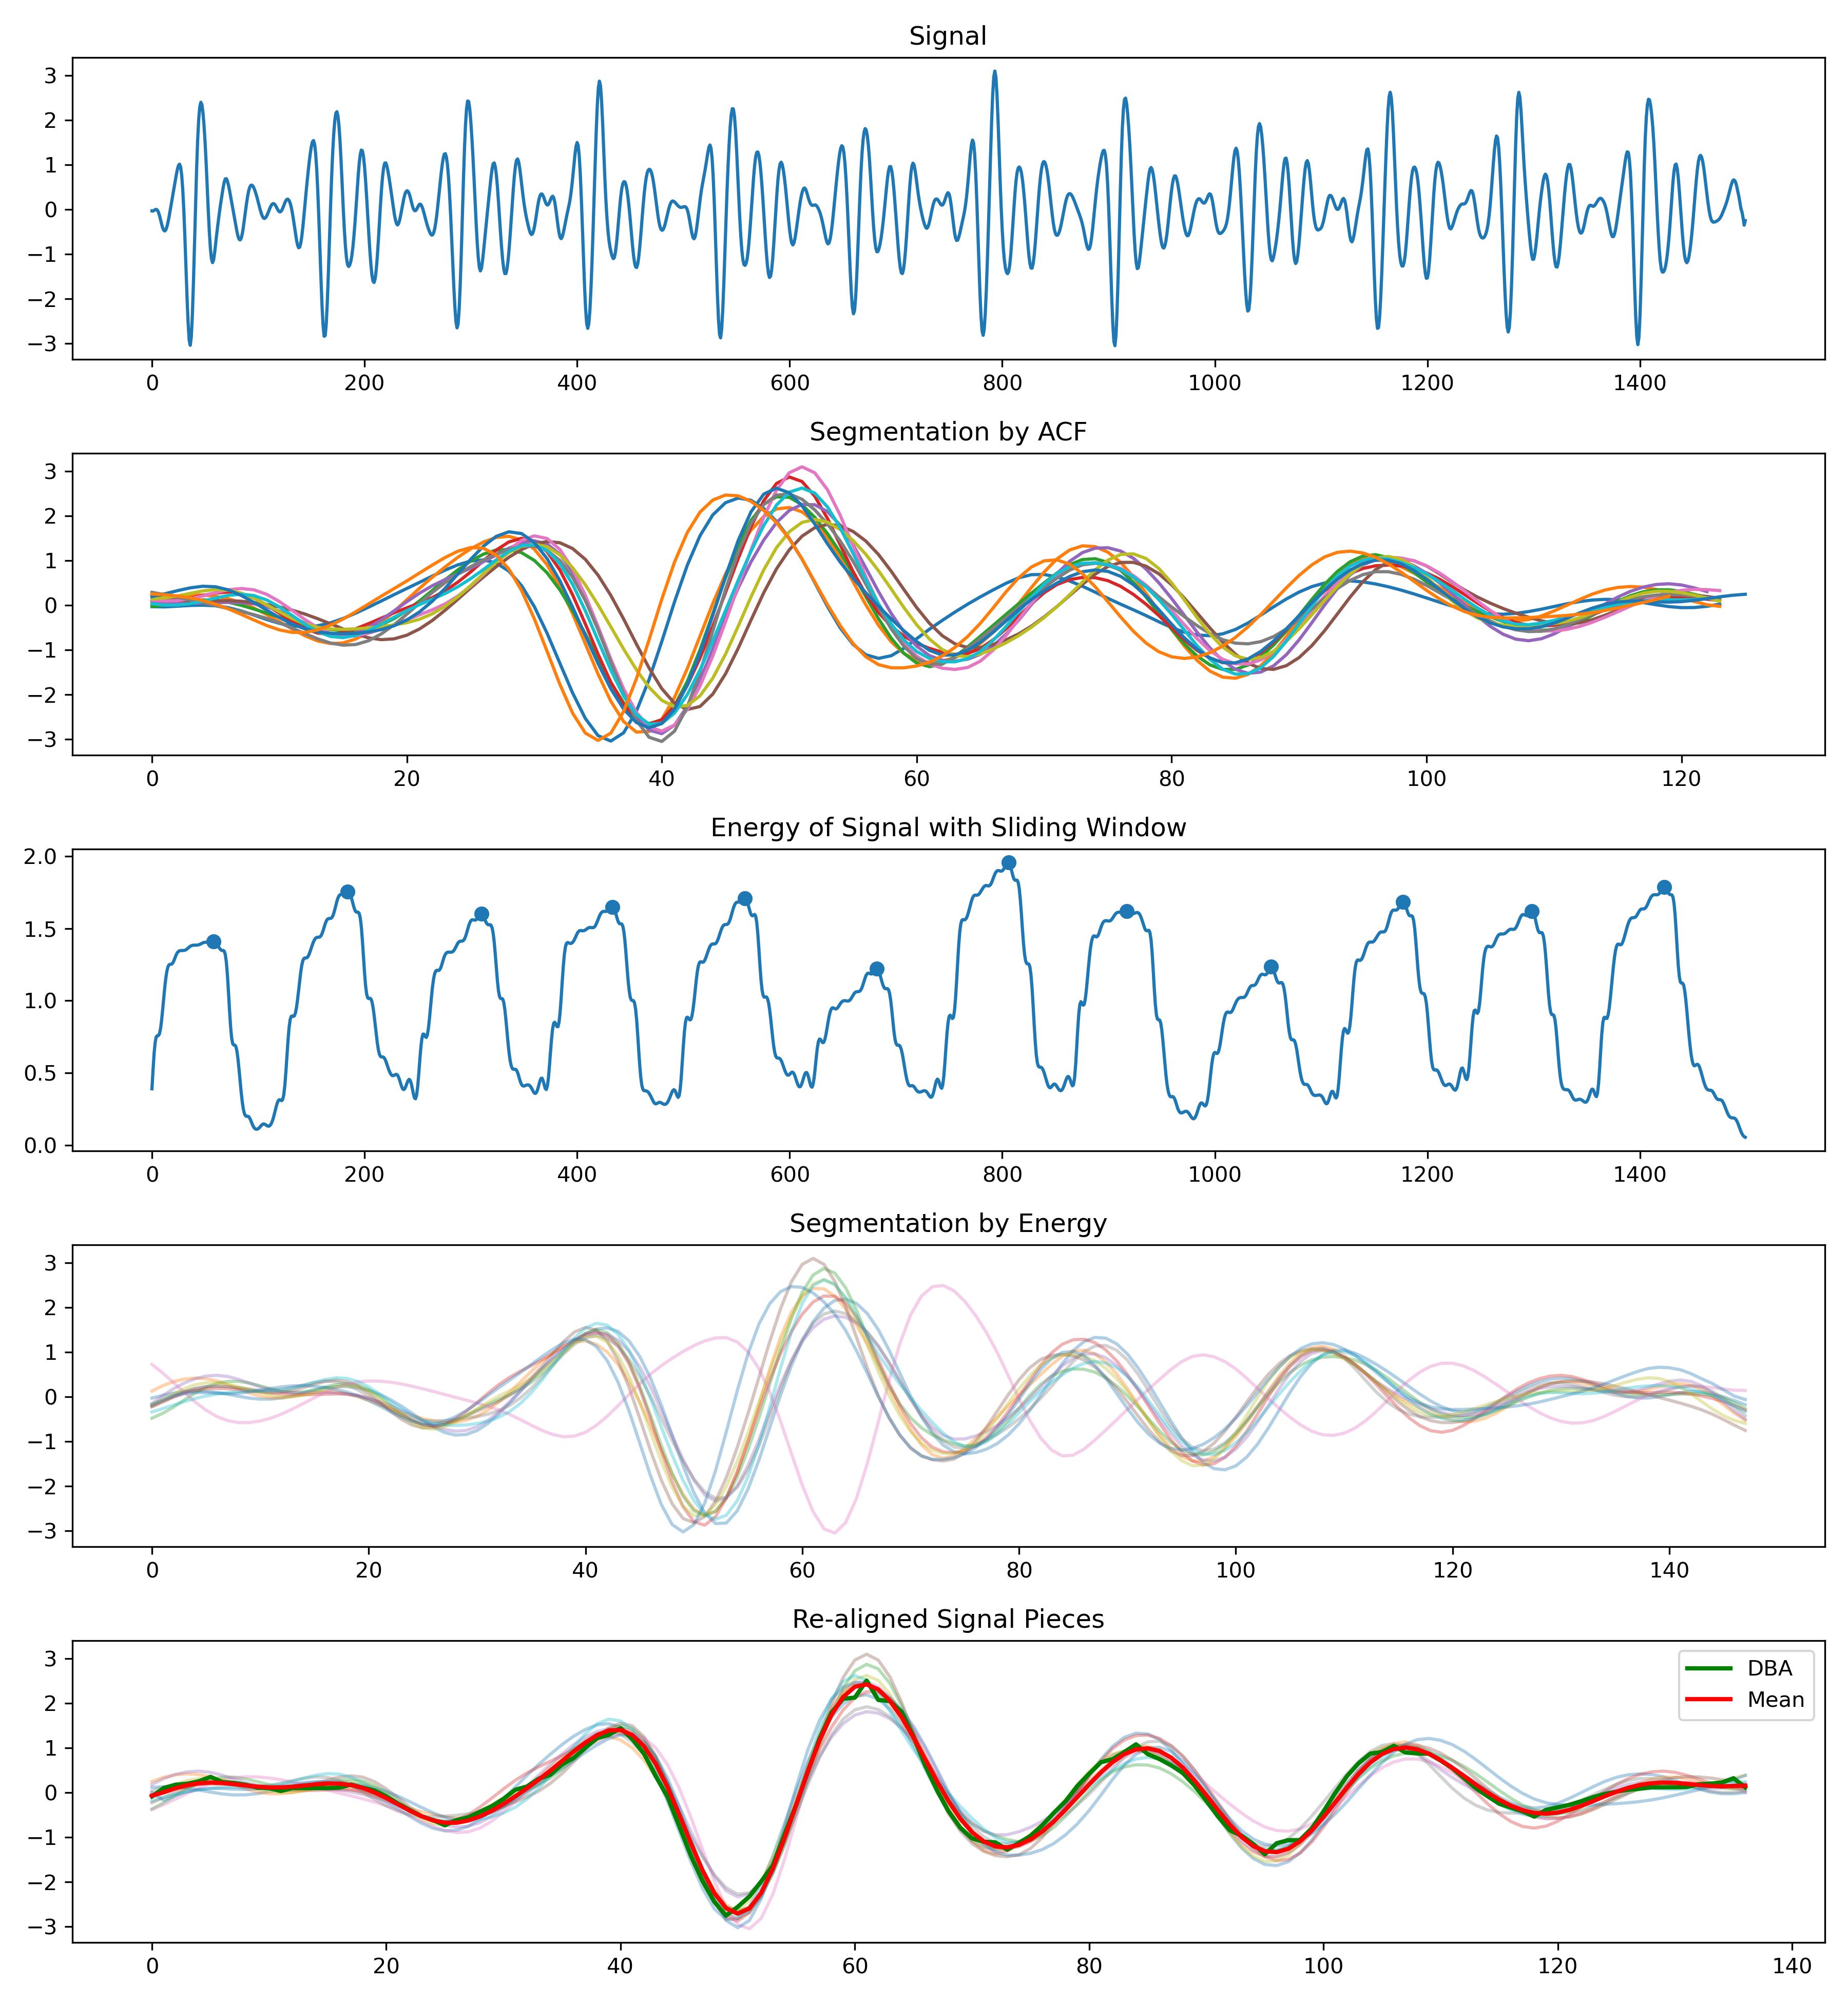 Signal
3
2
1
0
−1
−2
−3
0 200 400 600 800 1000 1200 1400
Segmentation by ACF
3
2
1
0
−1
−2
−3
0 20 40 60 80 100 120
Energy of Signal with Sliding Window
2.0
1.5
1.0
0.5
0.0
0 200 400 600 800 1000 1200 1400
Segmentation by Energy
3
2
1
0
−1
−2
−3
0 20 40 60 80 100 120 140
Re-aligned Signal Pieces
3
2
1
0
−1
−2
−3
DBA
Mean
0 20 40 60 80 100 120 140